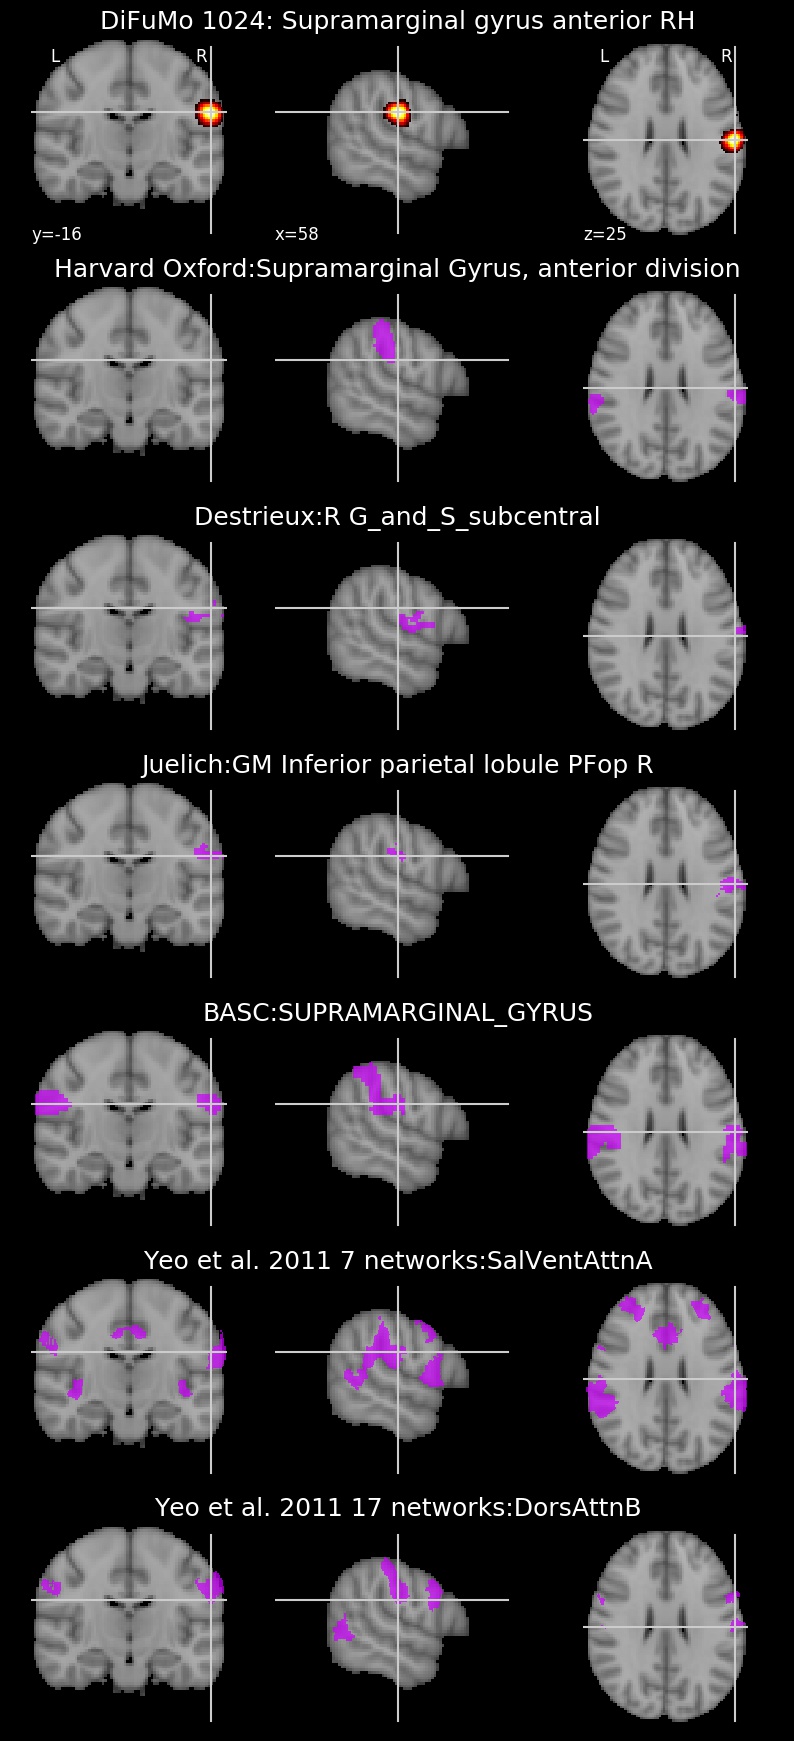 DiFuMo 1024: Supramarginal gyrus anterior RH
L R L R
y=-16 x=58 z=25
Harvard Oxford:Supramarginal Gyrus, anterior division
Destrieux:R G_and_S_subcentral
Juelich:GM Inferior parietal lobule PFop R
BASC:SUPRAMARGINAL_GYRUS
Yeo et al. 2011 7 networks:SalVentAttnA
Yeo et al. 2011 17 networks:DorsAttnB